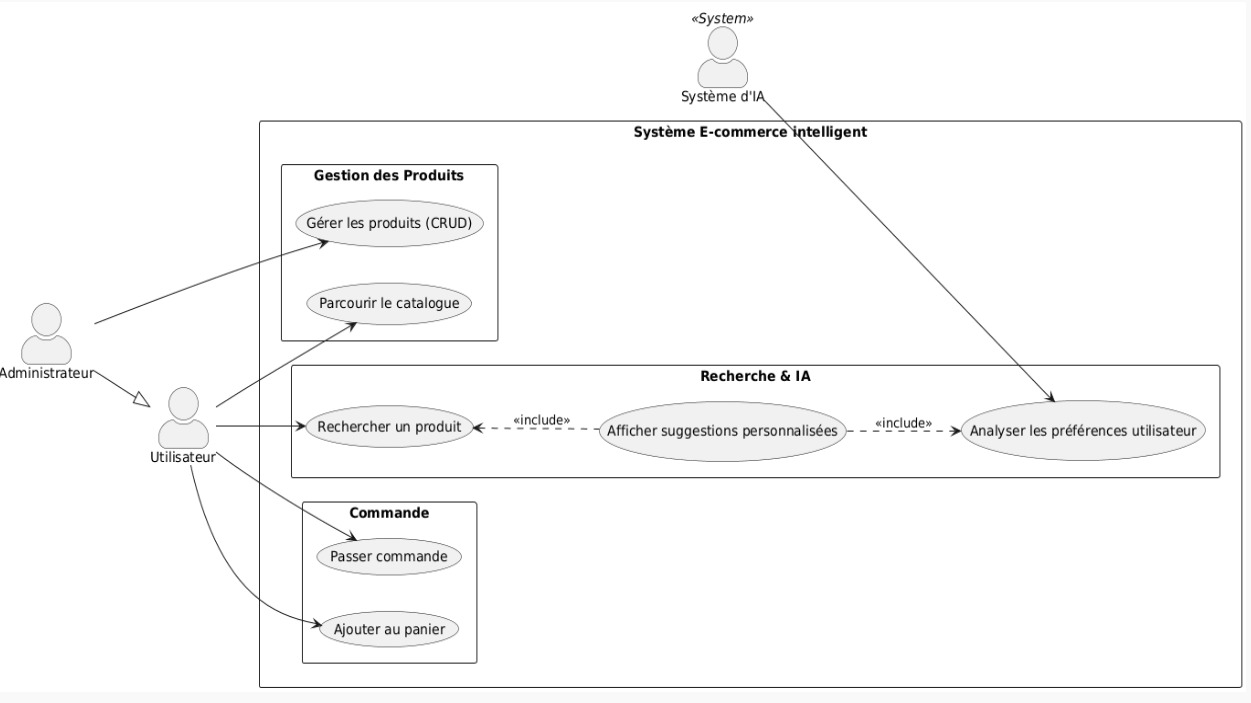 «System»
Système d'IA
Système E-commerce intelligent
Gestion des Produits
Gérer les produits (CRUD)
Parcourir le catalogue
Administrateur
Utilisateur
Recherche & IA
Rechercher un produit
«include»
Afficher suggestions personnalisées
«include»
Analyser les préférences utilisateur
Commande
Passer commande
Ajouter au panier